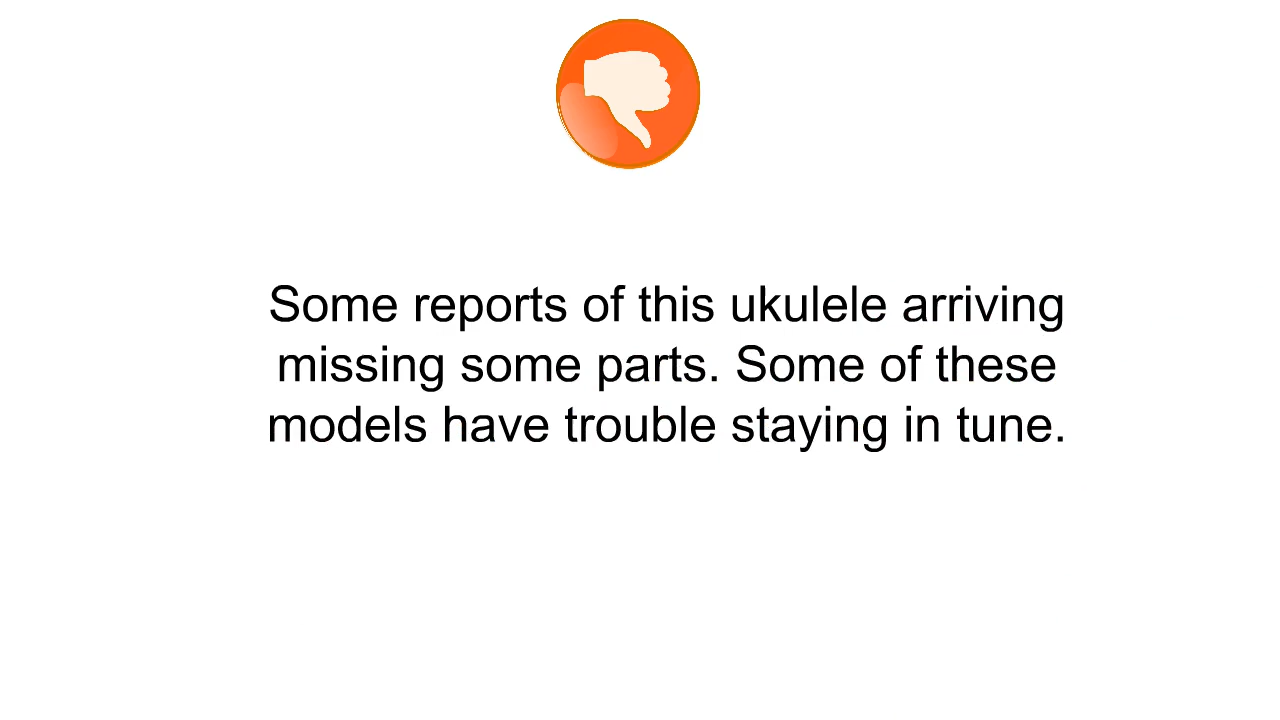 Some reports of this ukulele arriving
missing some parts. Some of these
models have trouble staying in tune.